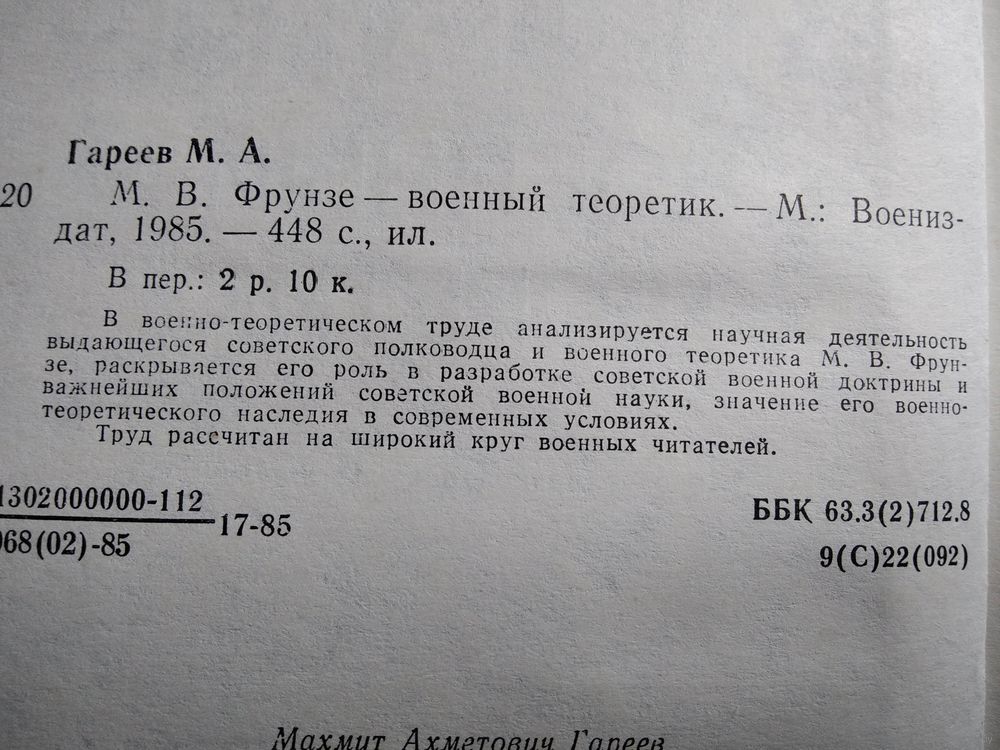 Гареев М. А.
20 М. В. Фрунзе — военный теоретик. — М.: Воениз-
дат, 1985. — 448 с., ил.
В пер.: 2 р. 10 к.
В военно-теоретическом труде анализируется научная деятельность
выдающегося советского полководца и военного теоретика М. В. Фрун-
зе, раскрывается его роль в разработке советской военной доктрины и
важнейших положений советской военной науки, значение его военно-
теоретического наследия в современных условиях.
Труд рассчитан на широкий круг военных читателей.
1302000000-112
068(02)-85
17-85
ББК 63.3(2)712.8
9(С)22(092)
Махмит Ахметович Гареев